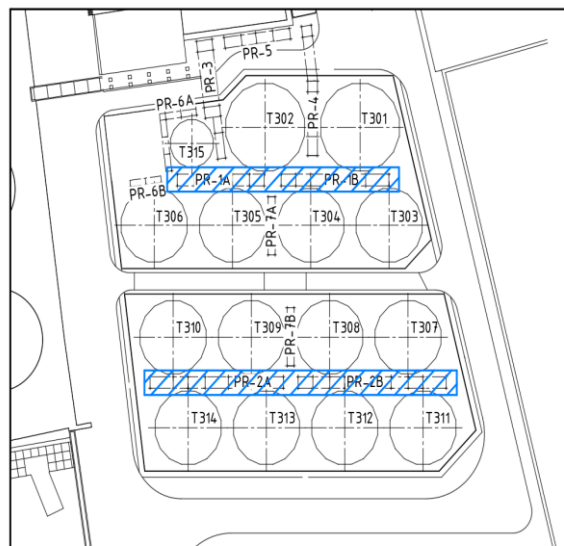 PR-5
PR-3
PR-6A
PR-4
T302
T301
T315
PR-1A
PR-1B
PR-6B
PR-7A
T306
T305
T304
T303
PR-7B
T310
T309
T308
T307
PR-2A
PR-2B
T314
T313
T312
T311